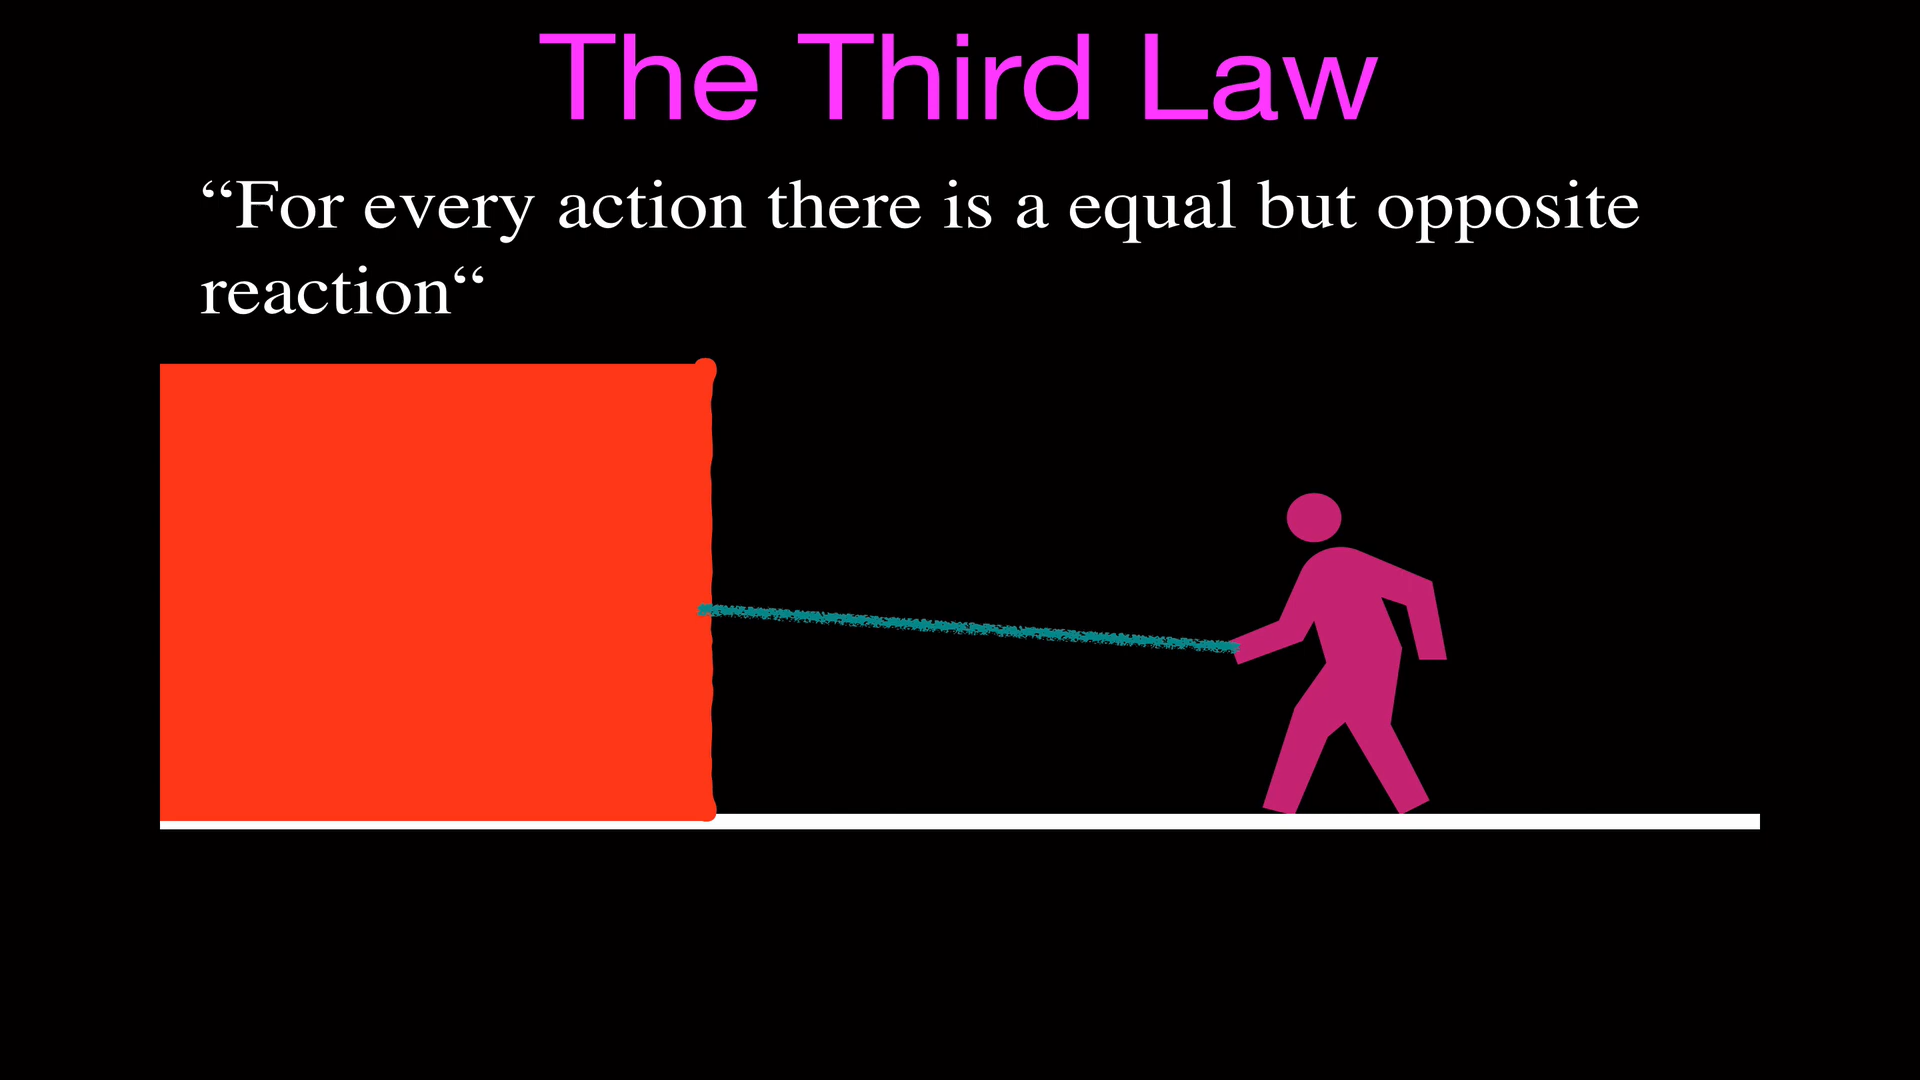 The Third Law
“For every action there is a equal but opposite
reaction“